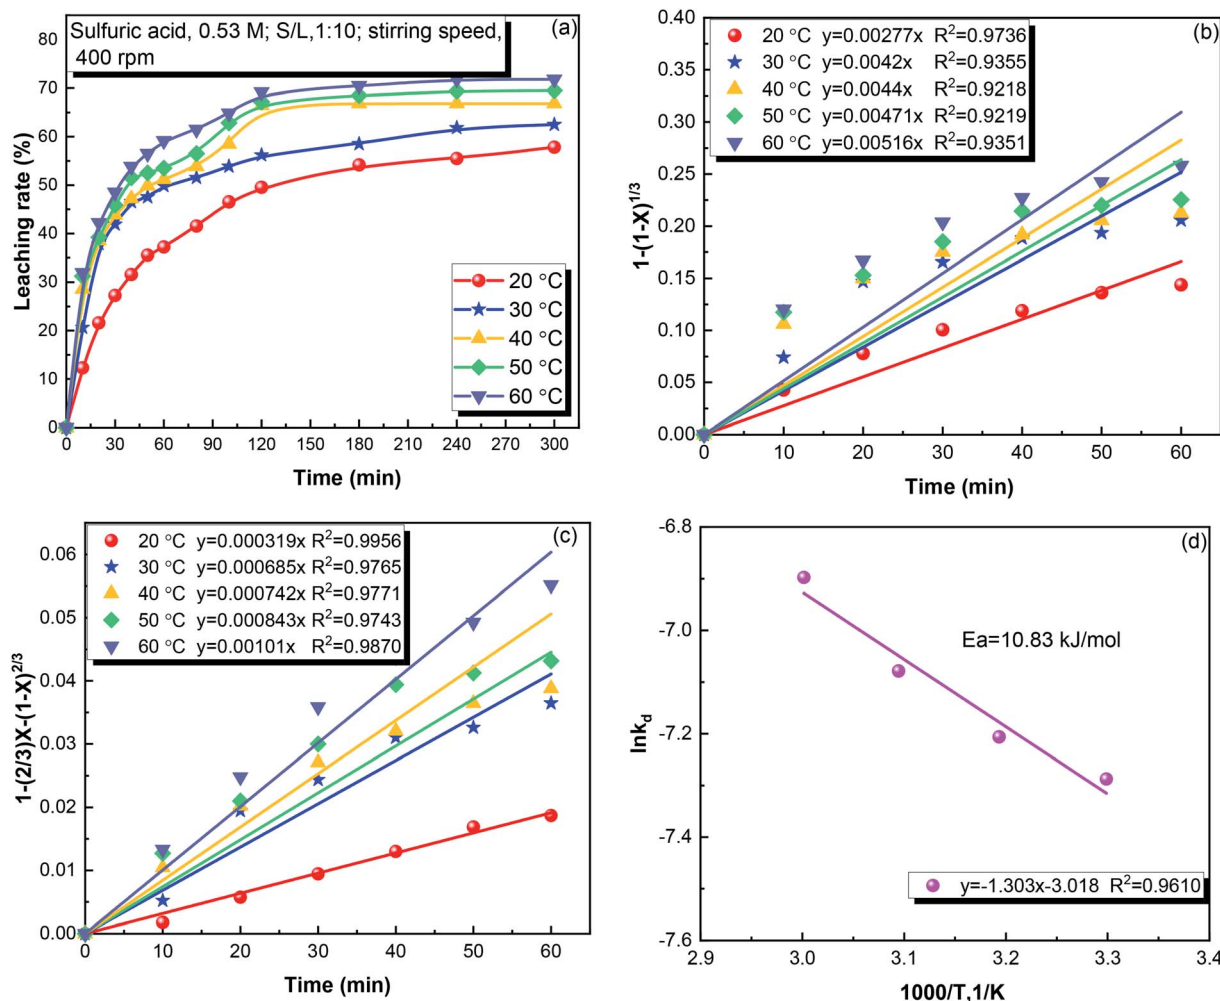 Sulfuric acid, 0.53 M; S/L,1:10; stirring speed,
400 rpm
(a)
80
70
60
50
40
30
20
10
0
Leaching rate (%)
20 °C
30 °C
40 °C
50 °C
60 °C
0 30 60 90 120 150 180 210 240 270 300
Time (min)
(b)
20 °C y=0.00277x R²=0.9736
30 °C y=0.0042x R²=0.9355
40 °C y=0.0044x R²=0.9218
50 °C y=0.00471x R²=0.9219
60 °C y=0.00516x R²=0.9351
0.40
0.35
0.30
0.25
0.20
0.15
0.10
0.05
0.00
1-(1-X)^1/3
0 10 20 30 40 50 60
Time (min)
(c)
20 °C y=0.000319x R²=0.9956
30 °C y=0.000685x R²=0.9765
40 °C y=0.000742x R²=0.9771
50 °C y=0.000843x R²=0.9743
60 °C y=0.00101x R²=0.9870
0.06
0.05
0.04
0.03
0.02
0.01
0.00
1-(2/3)X-(1-X)^2/3
0 10 20 30 40 50 60
Time (min)
(d)
-6.8
-7.0
-7.2
-7.4
-7.6
lnk_d
Ea=10.83 kJ/mol
y=-1.303x-3.018 R²=0.9610
2.9 3.0 3.1 3.2 3.3 3.4
1000/T,1/K